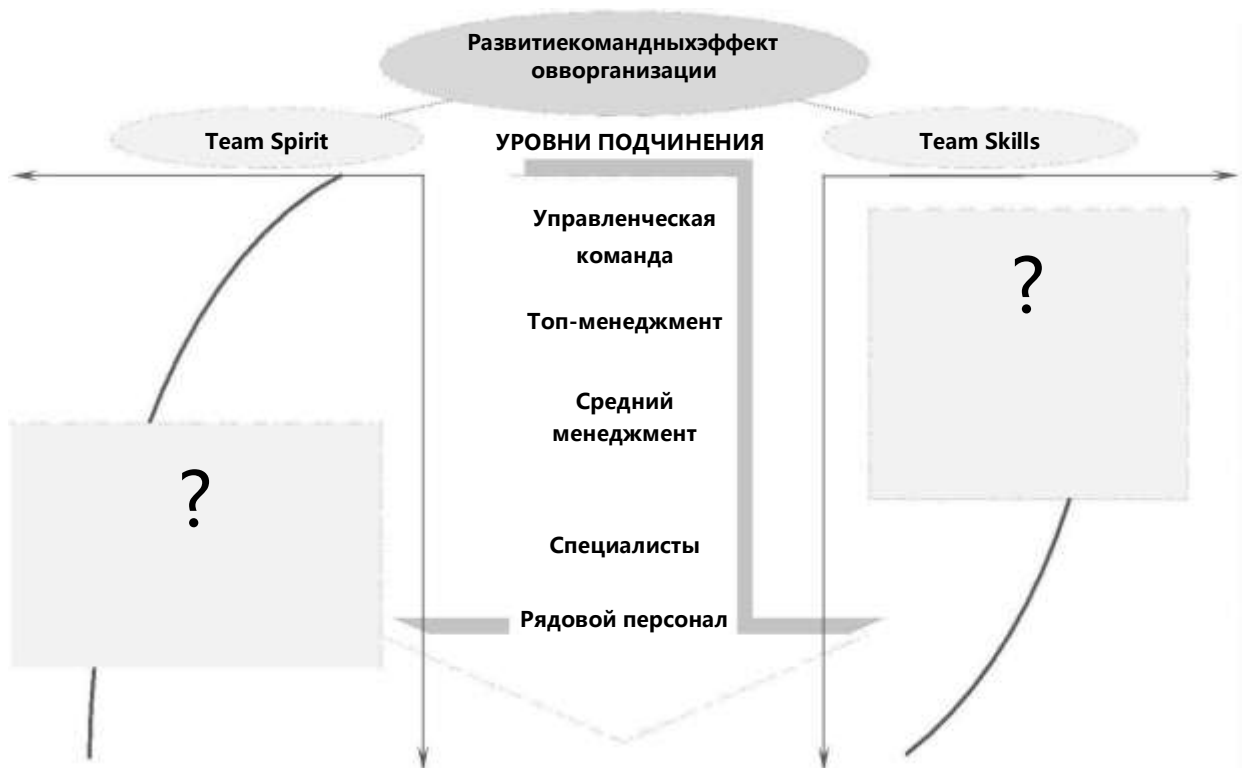 Развитиекомандныхэффект
овворганизации
Team Spirit
УРОВНИ ПОДЧИНЕНИЯ
Team Skills
Управленческая
команда
?
Топ-менеджмент
Средний
менеджмент
?
Специалисты
Рядовой персонал